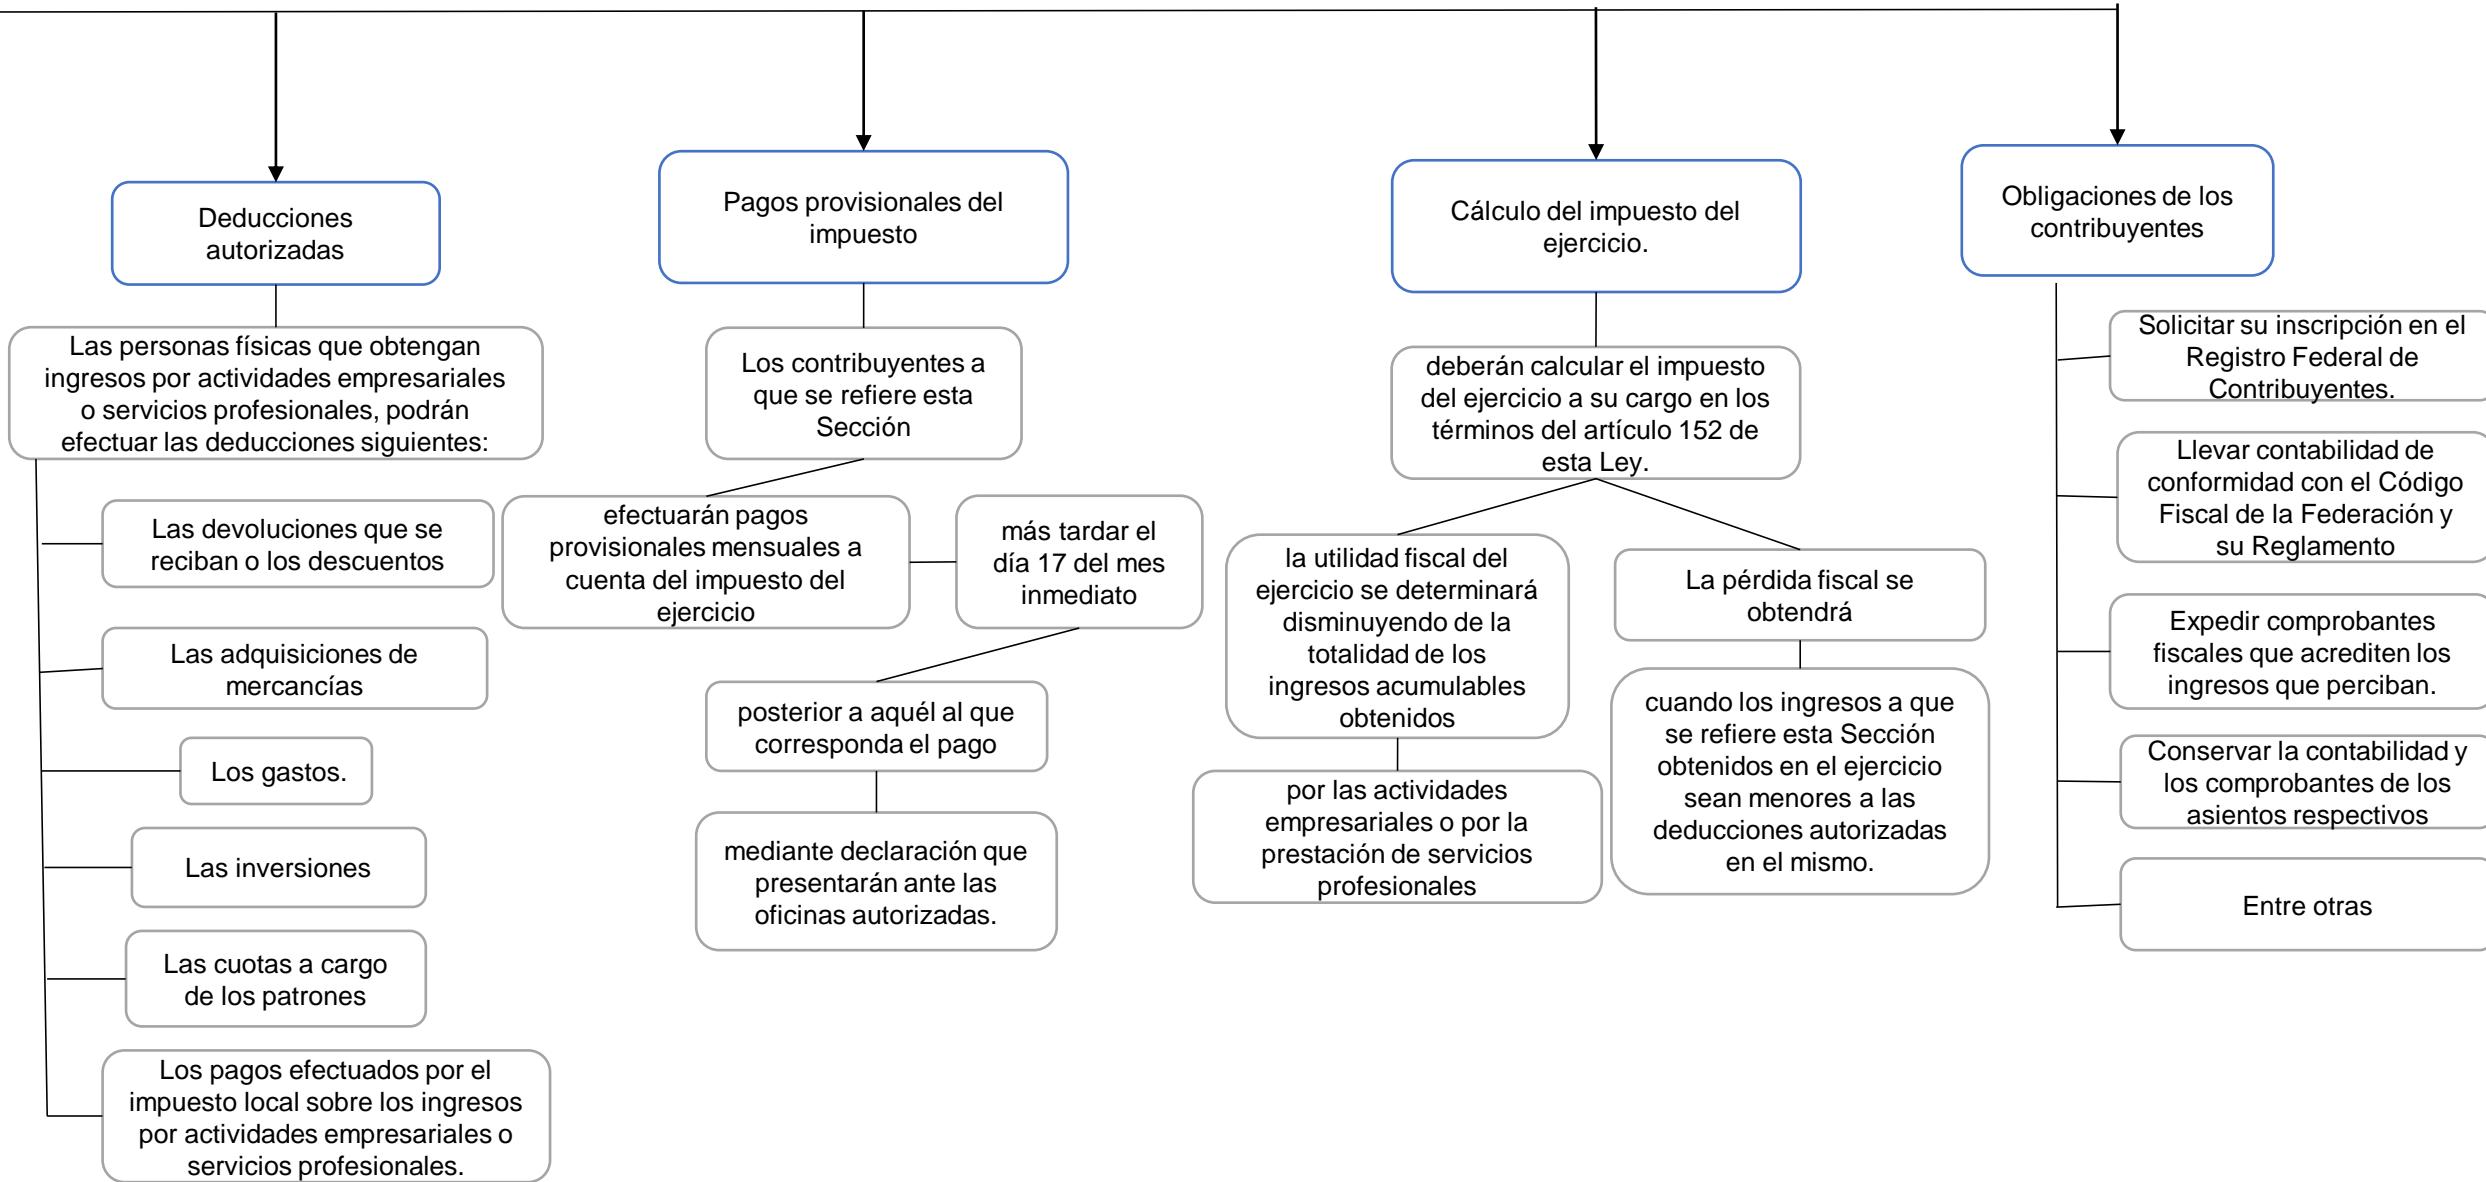 Deducciones
autorizadas
Las personas físicas que obtengan
ingresos por actividades empresariales
o servicios profesionales, podrán
efectuar las deducciones siguientes:
Las devoluciones que se
reciban o los descuentos
Las adquisiciones de
mercancías
Los gastos.
Las inversiones
Las cuotas a cargo
de los patrones
Los pagos efectuados por el
impuesto local sobre los ingresos
por actividades empresariales o
servicios profesionales.
Pagos provisionales del
impuesto
Los contribuyentes a
que se refiere esta
Sección
efectuarán pagos
provisionales mensuales a
cuenta del impuesto del
ejercicio
más tardar el
día 17 del mes
inmediato
posterior a aquél al que
corresponda el pago
mediante declaración que
presentarán ante las
oficinas autorizadas.
Cálculo del impuesto del
ejercicio.
deberán calcular el impuesto
del ejercicio a su cargo en los
términos del artículo 152 de
esta Ley.
la utilidad fiscal del
ejercicio se determinará
disminuyendo de la
totalidad de los
ingresos acumulables
obtenidos
por las actividades
empresariales o por la
prestación de servicios
profesionales
La pérdida fiscal se
obtendrá
cuando los ingresos a que
se refiere esta Sección
obtenidos en el ejercicio
sean menores a las
deducciones autorizadas
en el mismo.
Obligaciones de los
contribuyentes
Solicitar su inscripción en el
Registro Federal de
Contribuyentes.
Llevar contabilidad de
conformidad con el Código
Fiscal de la Federación y
su Reglamento
Expedir comprobantes
fiscales que acrediten los
ingresos que perciban.
Conservar la contabilidad y
los comprobantes de los
asientos respectivos
Entre otras